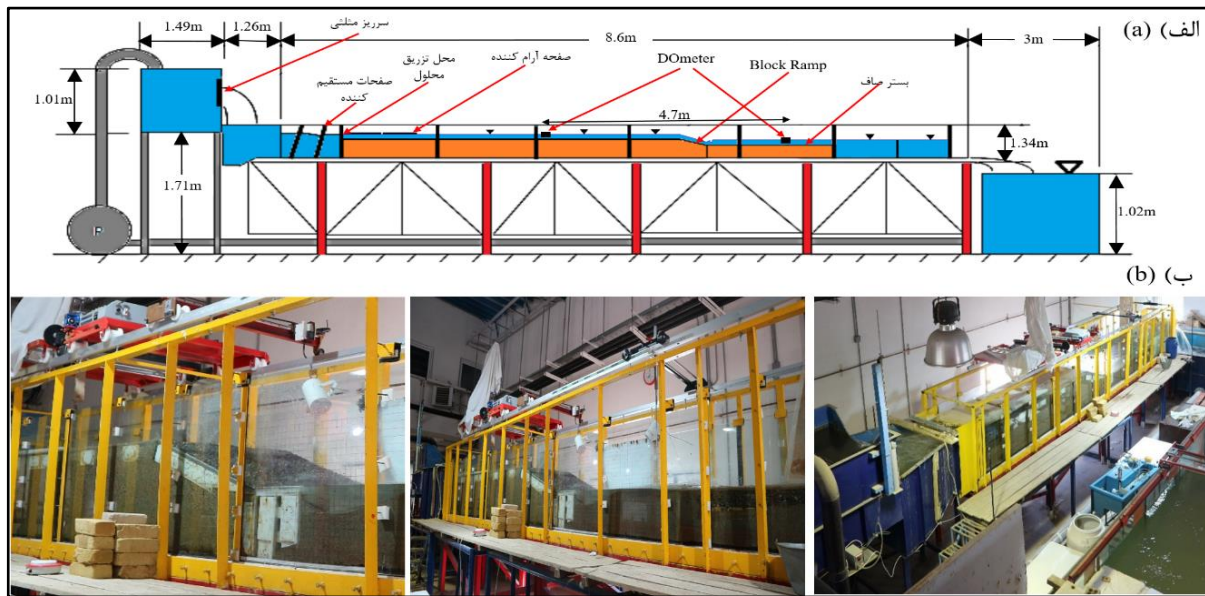 الف) (a)
1.49m
1.26m
سرریز مثلثی
8.6m
3m
صفحات مستقیم
کننده
محل تزریق
محلول
صفحه آرام کننده
DOmeter
Block Ramp
بستر صاف
4.7m
1.01m
1.34m
1.71m
1.02m
P
ب) (b)